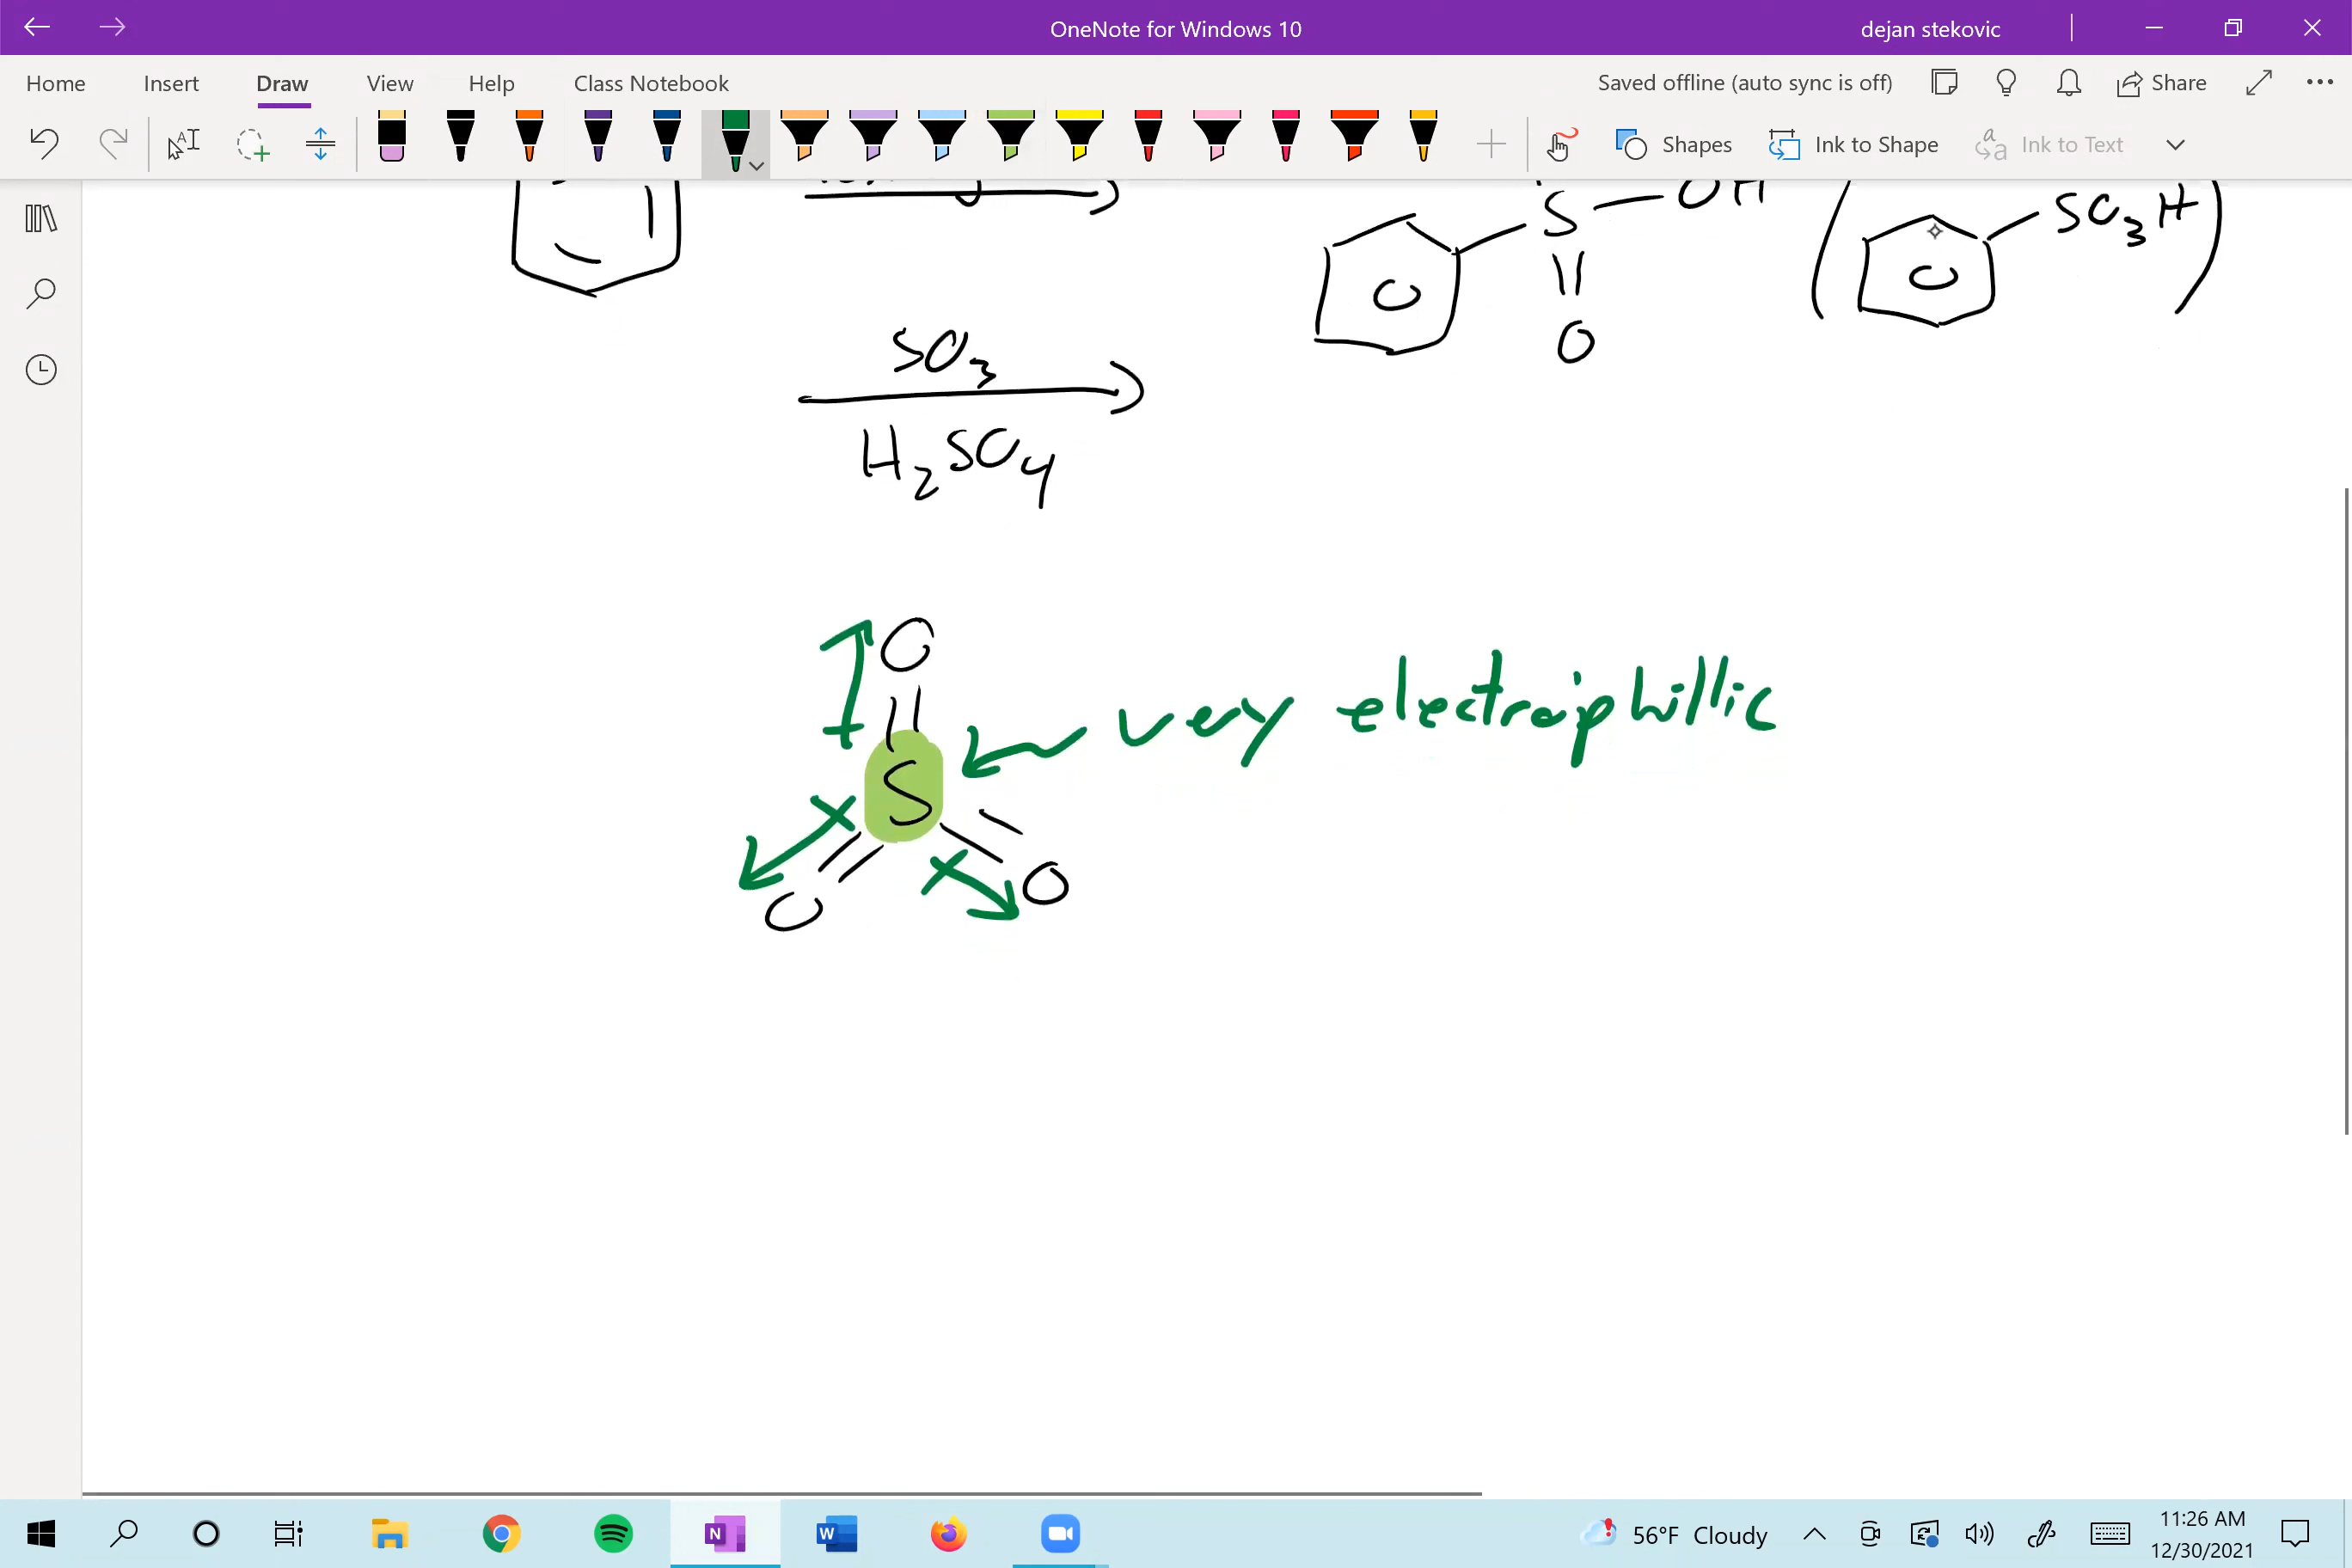 OneNote for Windows 10
dejan stekovic
Home Insert Draw View Help Class Notebook
Saved offline (auto sync is off)
Share
Shapes
Ink to Shape
Ink to Text
S OH
O
SO3H
SO3
H2SO4
O
very electrophillic
S
O
O
N
W
56°F Cloudy
11:26 AM
12/30/2021